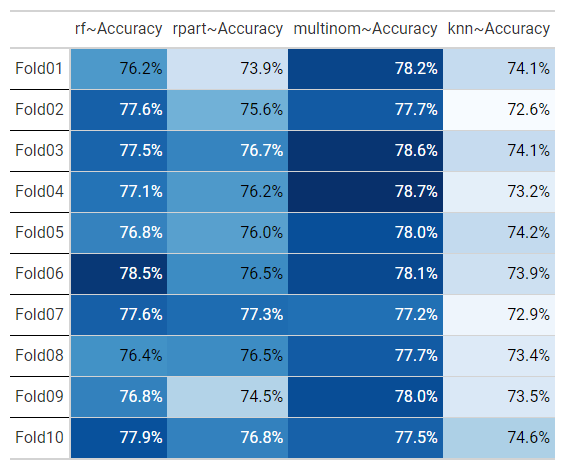 rf~Accuracy rpart~Accuracy multinom~Accuracy knn~Accuracy
Fold01 76.2% 73.9% 78.2% 74.1%
Fold02 77.6% 75.6% 77.7% 72.6%
Fold03 77.5% 76.7% 78.6% 74.1%
Fold04 77.1% 76.2% 78.7% 73.2%
Fold05 76.8% 76.0% 78.0% 74.2%
Fold06 78.5% 76.5% 78.1% 73.9%
Fold07 77.6% 77.3% 77.2% 72.9%
Fold08 76.4% 76.5% 77.7% 73.4%
Fold09 76.8% 74.5% 78.0% 73.5%
Fold10 77.9% 76.8% 77.5% 74.6%